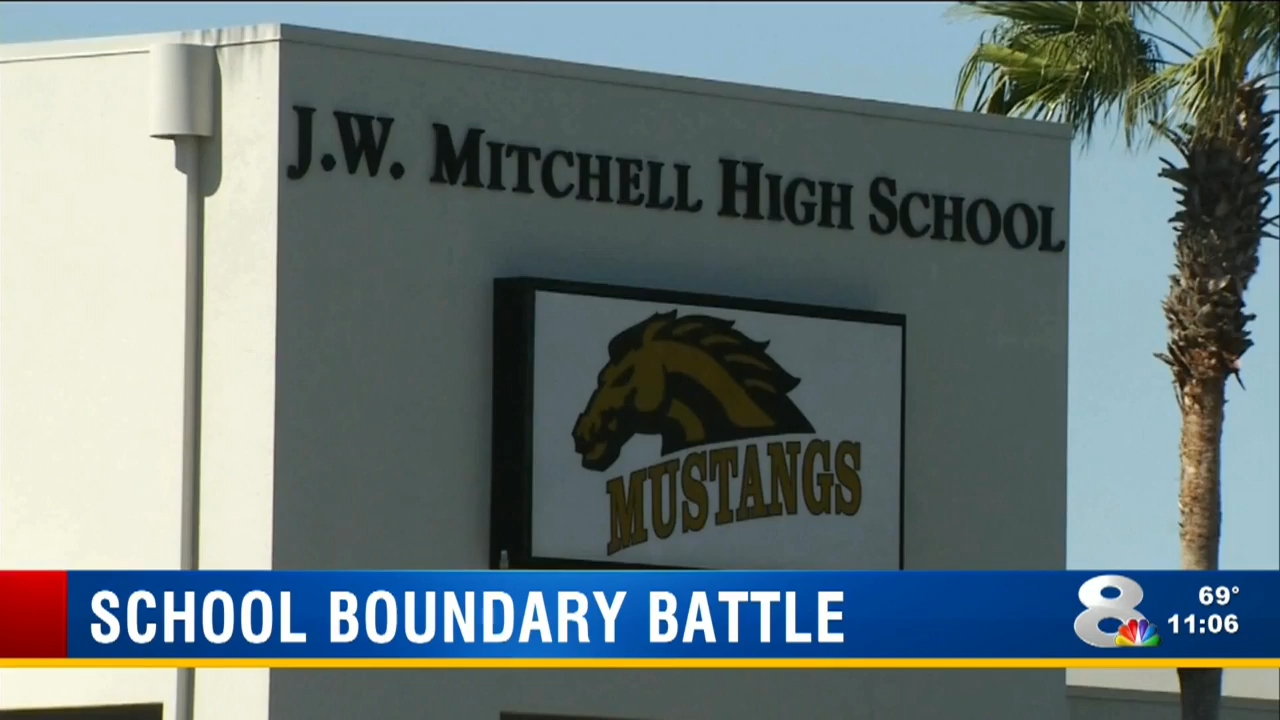 J.W. MITCHELL HIGH SCHOOL
MUSTANGS
SCHOOL BOUNDARY BATTLE
8
69°
11:06